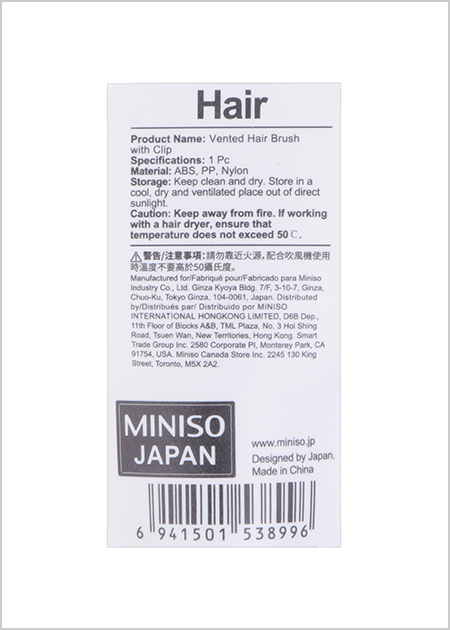 Hair
Product Name: Vented Hair Brush
with Clip
Specifications: 1 Pc
Material: ABS, PP, Nylon
Storage: Keep clean and dry. Store in a
cool, dry and ventilated place out of direct
sunlight.
Caution: Keep away from fire. If working
with a hair dryer, ensure that
temperature does not exceed 50℃.
⚠警告/注意事項:請勿靠近火源,配合吹風機使用
時溫度不要高於50攝氏度。
Manufactured for/Fabriqué pour/Fabricado para Miniso
Industry Co., Ltd. Ginza Kyoya Bldg. 7/F, 3-10-7, Ginza,
Chuo-Ku, Tokyo Ginza, 104-0061, Japan. Distributed
by/Distribués par/ Distribuido por MINISO
INTERNATIONAL HONGKONG LIMITED, D6B Dep.,
11th Floor of Blocks A&B, TML Plaza, No. 3 Hoi Shing
Road, Tsuen Wan, New Territories, Hong Kong. Smart
Trade Group Inc. 2580 Corporate Pl, Monterey Park, CA
91754, USA. Miniso Canada Store Inc. 2245 130 King
Street, Toronto, M5X 2A2.
MINISO
JAPAN
www.miniso.jp
Designed by Japan.
Made in China
6 941501 538996